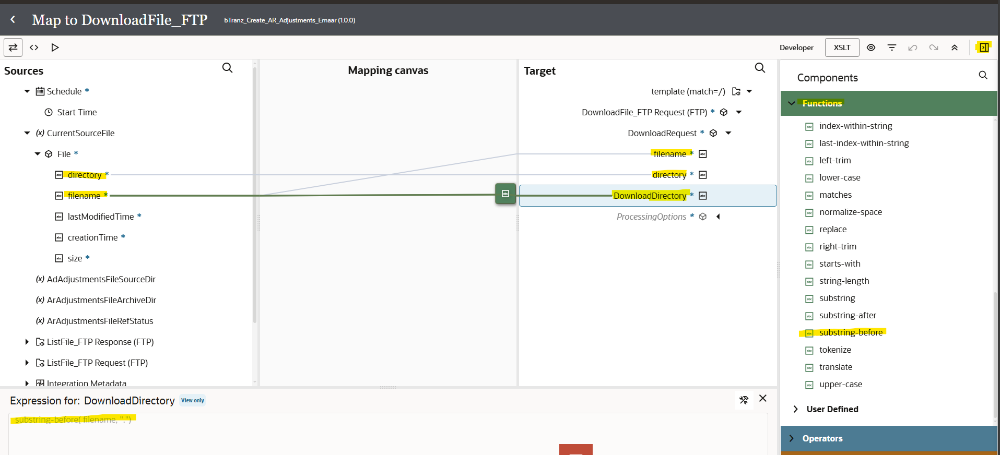 Map to DownloadFile_FTP
bTranz_Create_AR_Adjustments_Emaar (1.0.0)
Developer
XSLT
Sources
Schedule *
Start Time
CurrentSourceFile
File *
directory *
filename *
lastModifiedTime *
creationTime *
size *
AdAdjustmentsFileSourceDir
ArAdjustmentsFileArchiveDir
ArAdjustmentsFileRefStatus
ListFile_FTP Response (FTP)
ListFile_FTP Request (FTP)
Integration Metadata
Mapping canvas
Target
template (match=/)
DownloadFile_FTP Request (FTP) *
DownloadRequest *
filename *
directory *
DownloadDirectory *
ProcessingOptions *
Components
Functions
index-within-string
last-index-within-string
left-trim
lower-case
matches
normalize-space
replace
right-trim
starts-with
string-length
substring
substring-after
substring-before
tokenize
translate
upper-case
User Defined
Operators
Expression for: DownloadDirectory View only
substring-before( filename, ".")